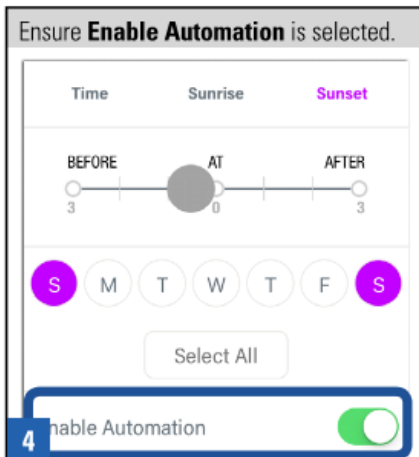 Ensure Enable Automation is selected.
Time Sunrise Sunset
BEFORE AT AFTER
3 0 3
S M T W T F S
Select All
nable Automation
4